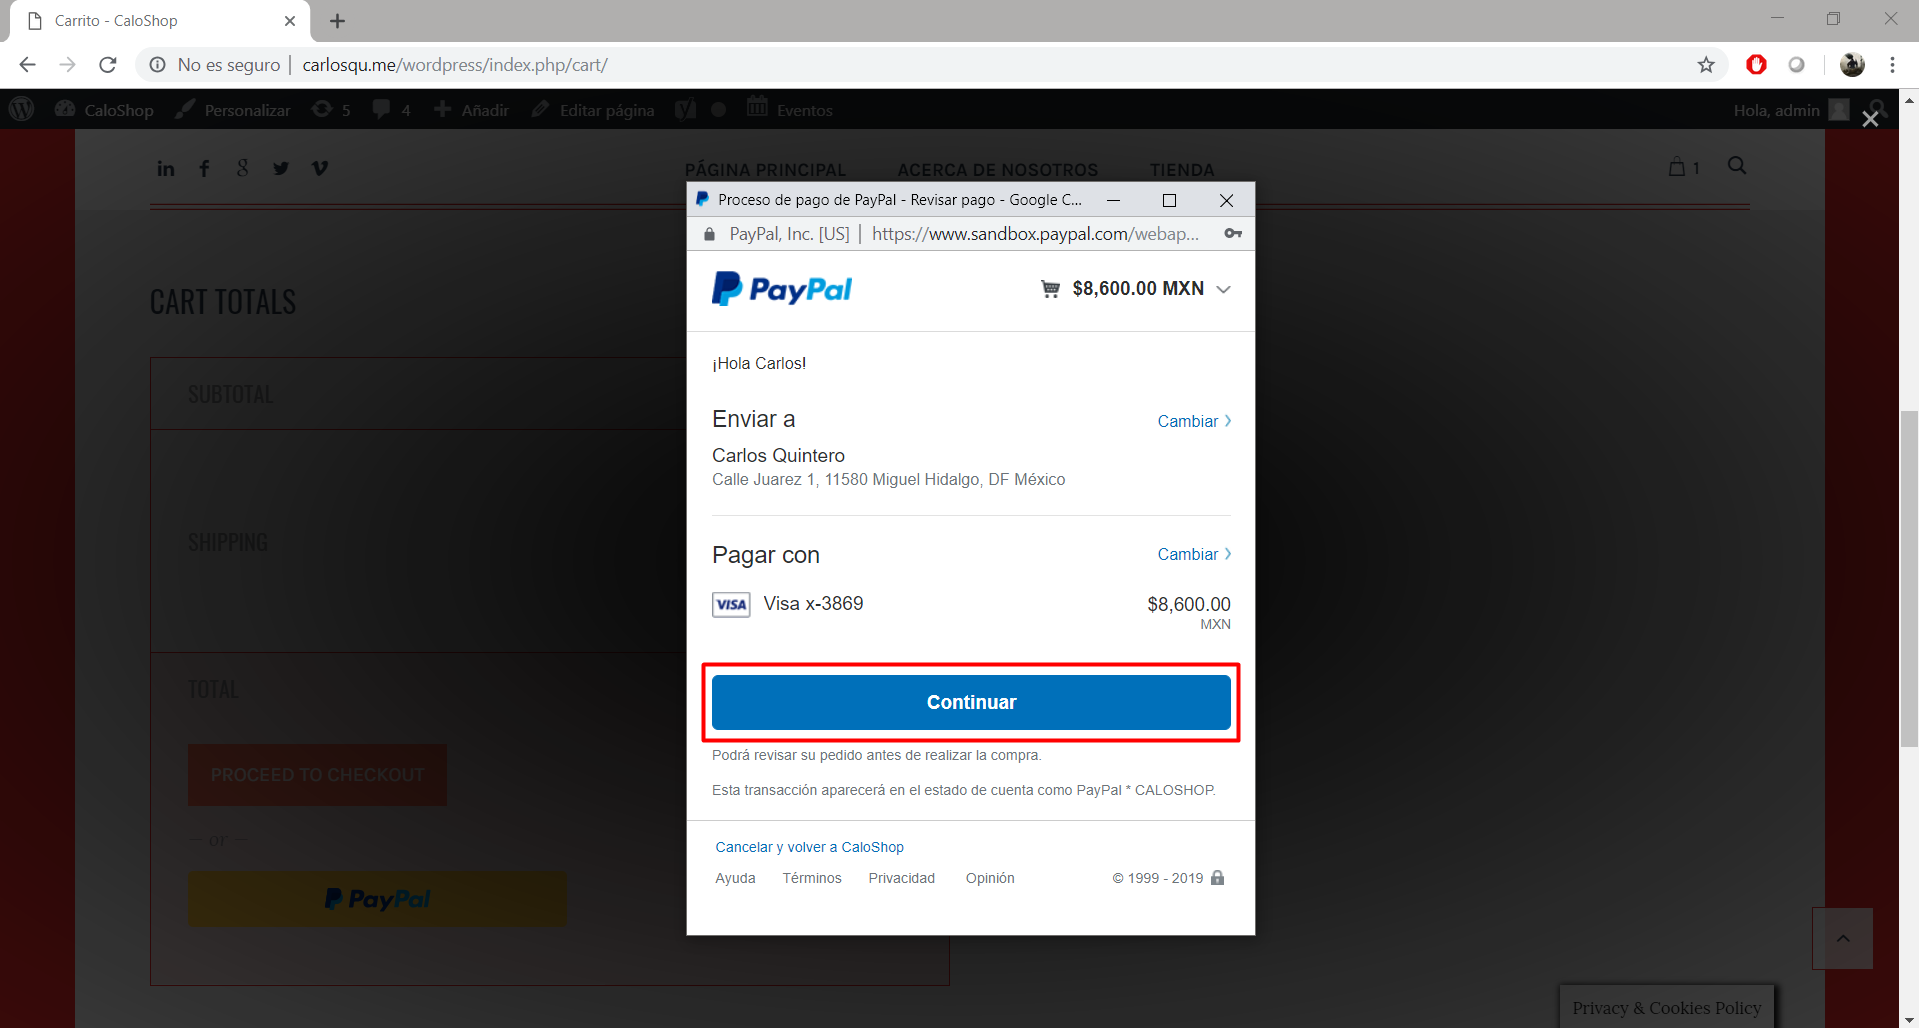 Carrito - CaloShop
No es seguro | carlosqu.me/wordpress/index.php/cart/
CaloShop Personalizar 5 4 Añadir Editar página Eventos Hola, admin
PÁGINA PRINCIPAL ACERCA DE NOSOTROS TIENDA 1
Proceso de pago de PayPal - Revisar pago - Google C...
PayPal, Inc. [US] | https://www.sandbox.paypal.com/webap...
PayPal $8,600.00 MXN
CART TOTALS
SUBTOTAL
SHIPPING
TOTAL
PROCEED TO CHECKOUT
— or —
PayPal
¡Hola Carlos!
Enviar a Cambiar
Carlos Quintero
Calle Juarez 1, 11580 Miguel Hidalgo, DF México
Pagar con Cambiar
VISA Visa x-3869 $8,600.00
MXN
Continuar
Podrá revisar su pedido antes de realizar la compra.
Esta transacción aparecerá en el estado de cuenta como PayPal * CALOSHOP.
Cancelar y volver a CaloShop
Ayuda Términos Privacidad Opinión © 1999 - 2019
Privacy & Cookies Policy